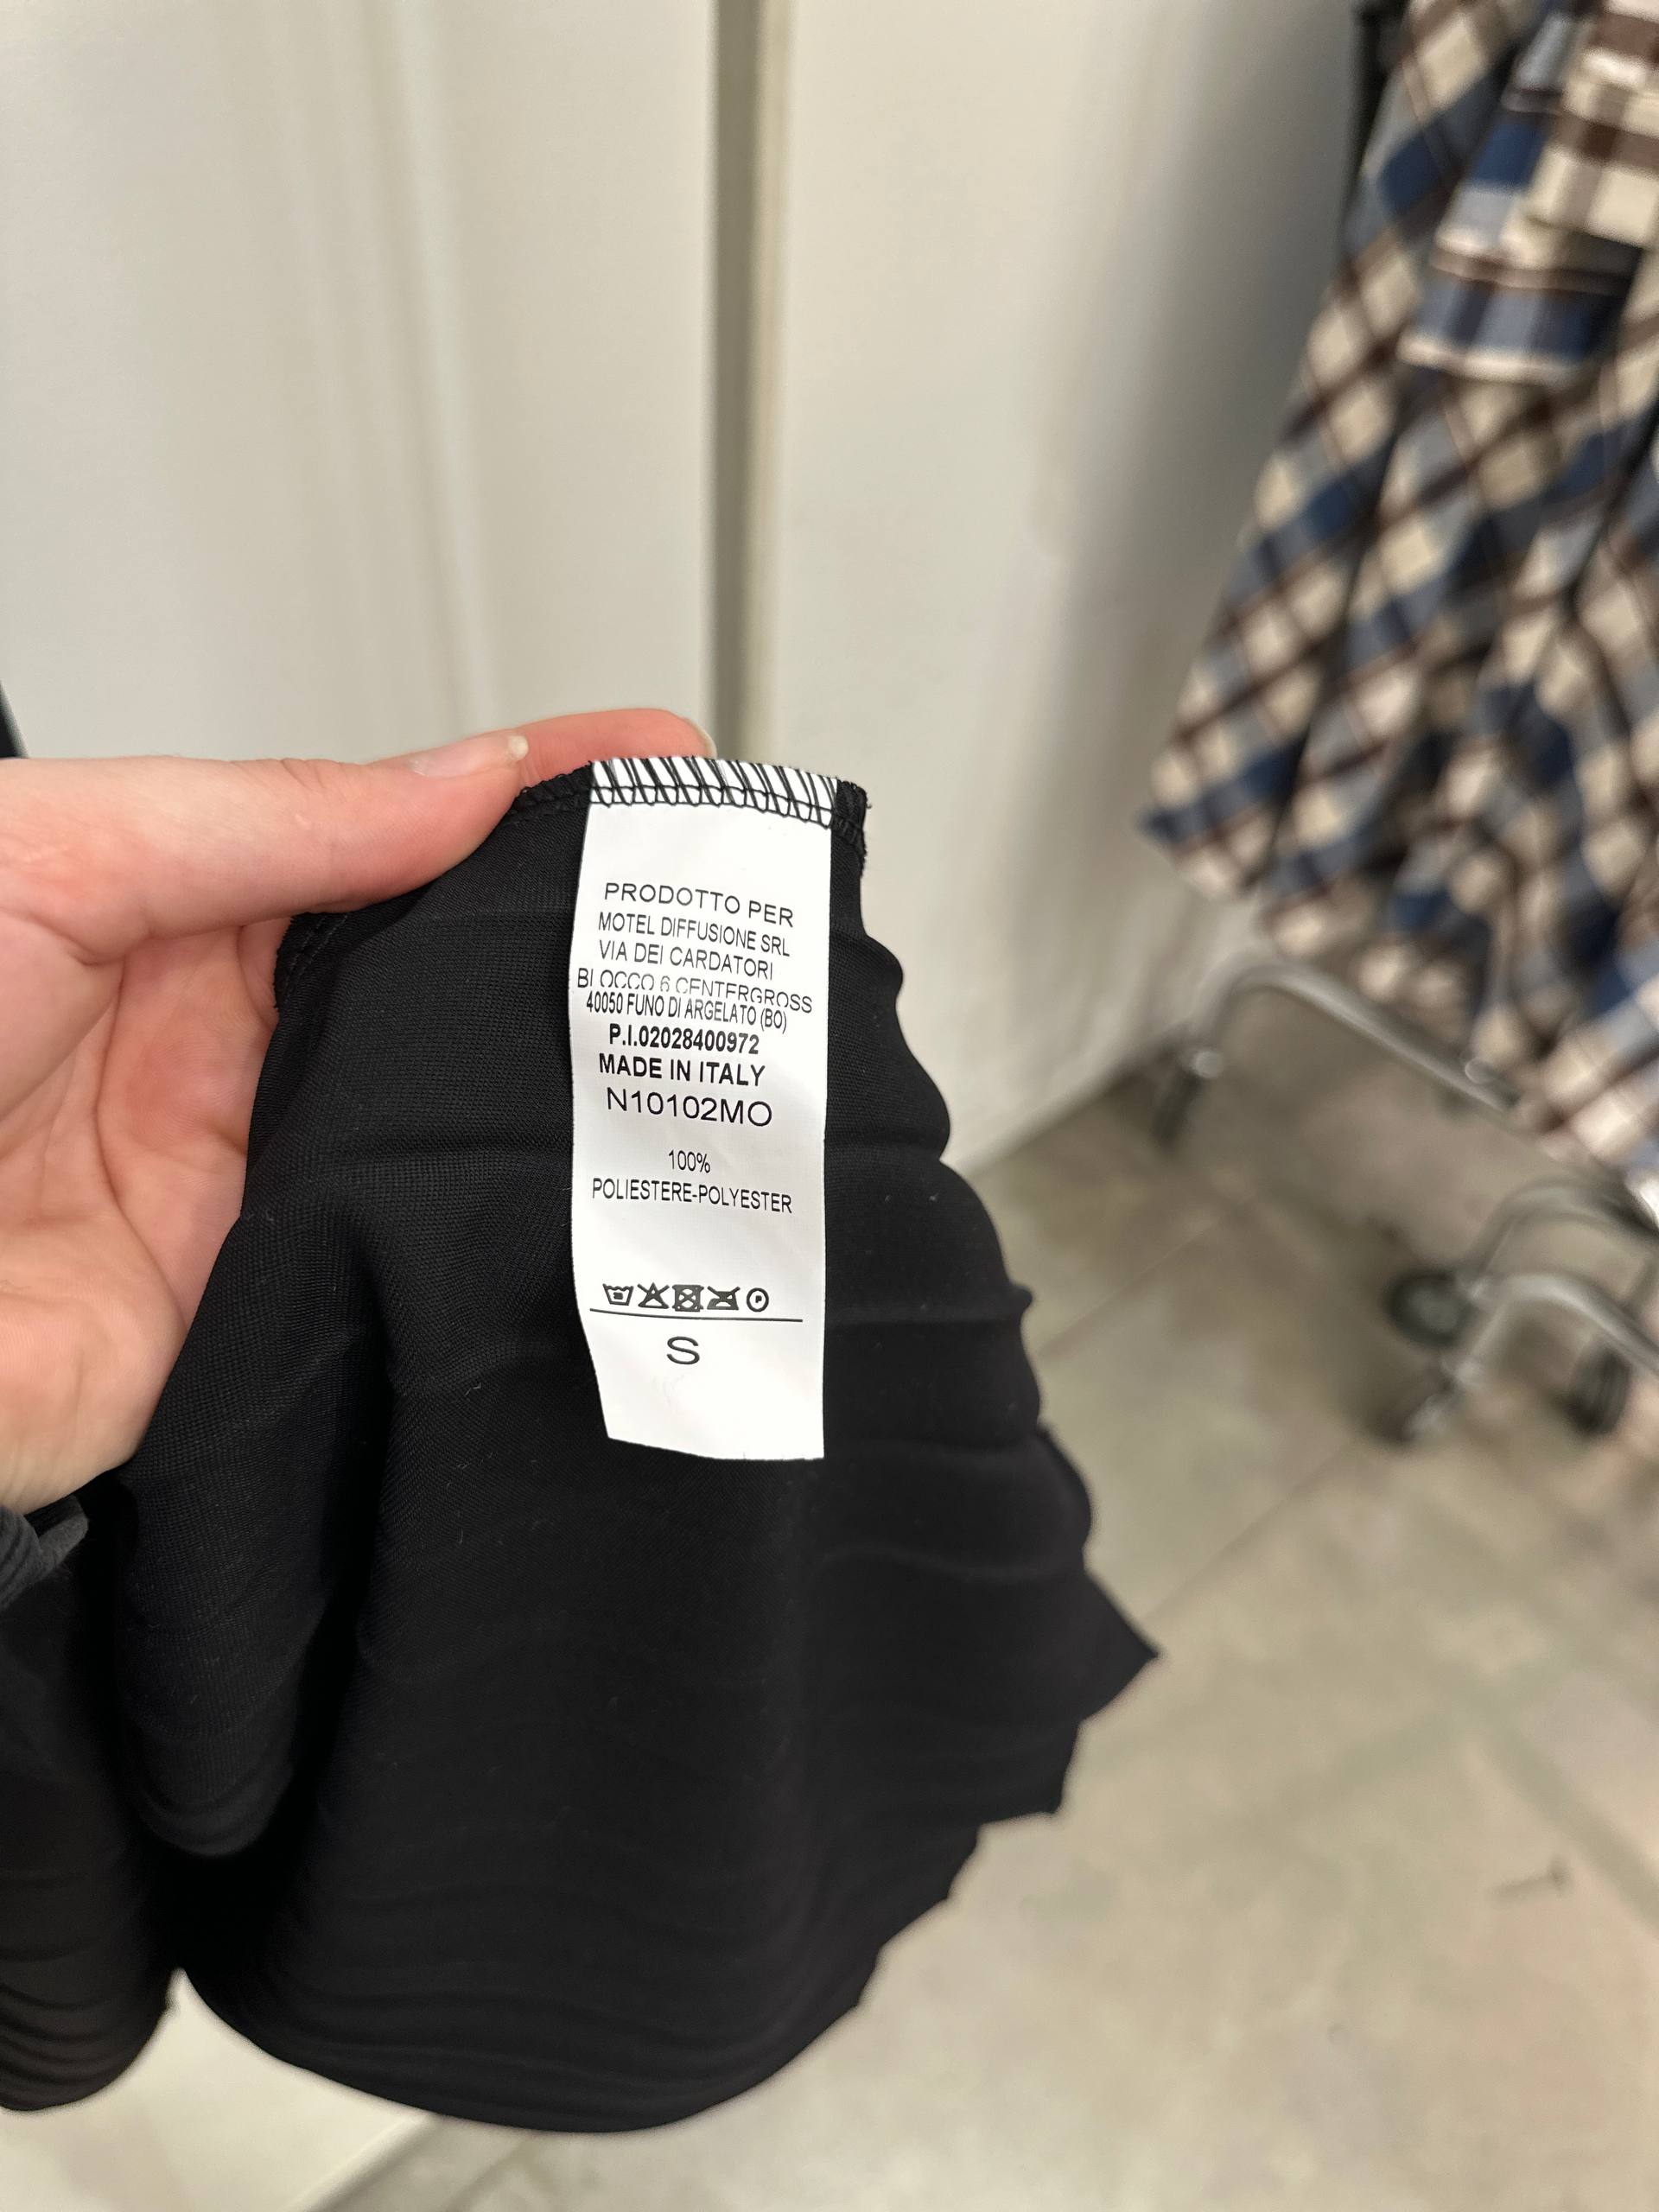 PRODOTTO PER
MOTEL DIFFUSIONE SRL
VIA DEI CARDATORI
BLOCCO 6 CENTERGROSS
40050 FUNO DI ARGELATO (BO)
P.I.02028400972
MADE IN ITALY
N10102MO
100%
POLIESTERE-POLYESTER
P
S